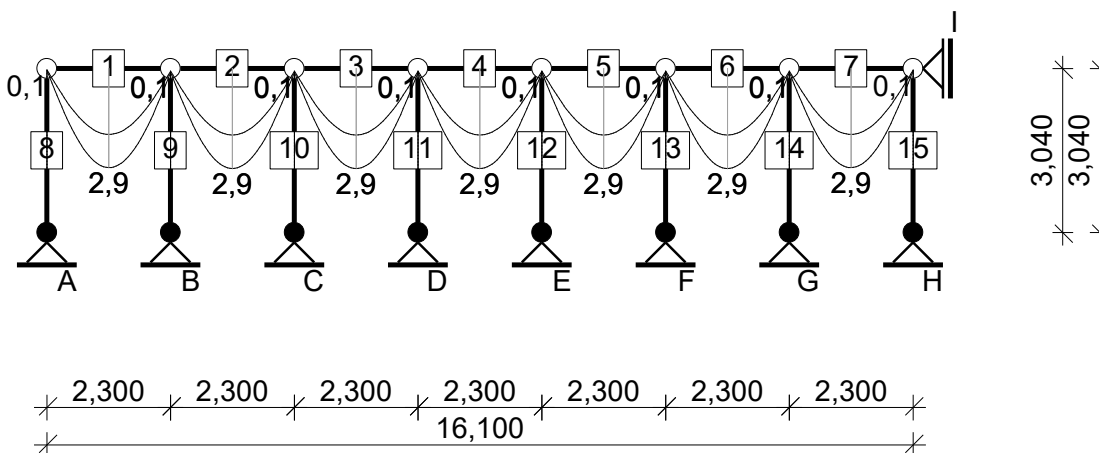 I
1 2 3 4 5 6 7
0,1 0,1 0,1 0,1 0,1 0,1 0,1 0,1
8 9 10 11 12 13 14 15
3,040 3,040
2,9 2,9 2,9 2,9 2,9 2,9 2,9
A B C D E F G H
2,300 2,300 2,300 2,300 2,300 2,300 2,300
16,100